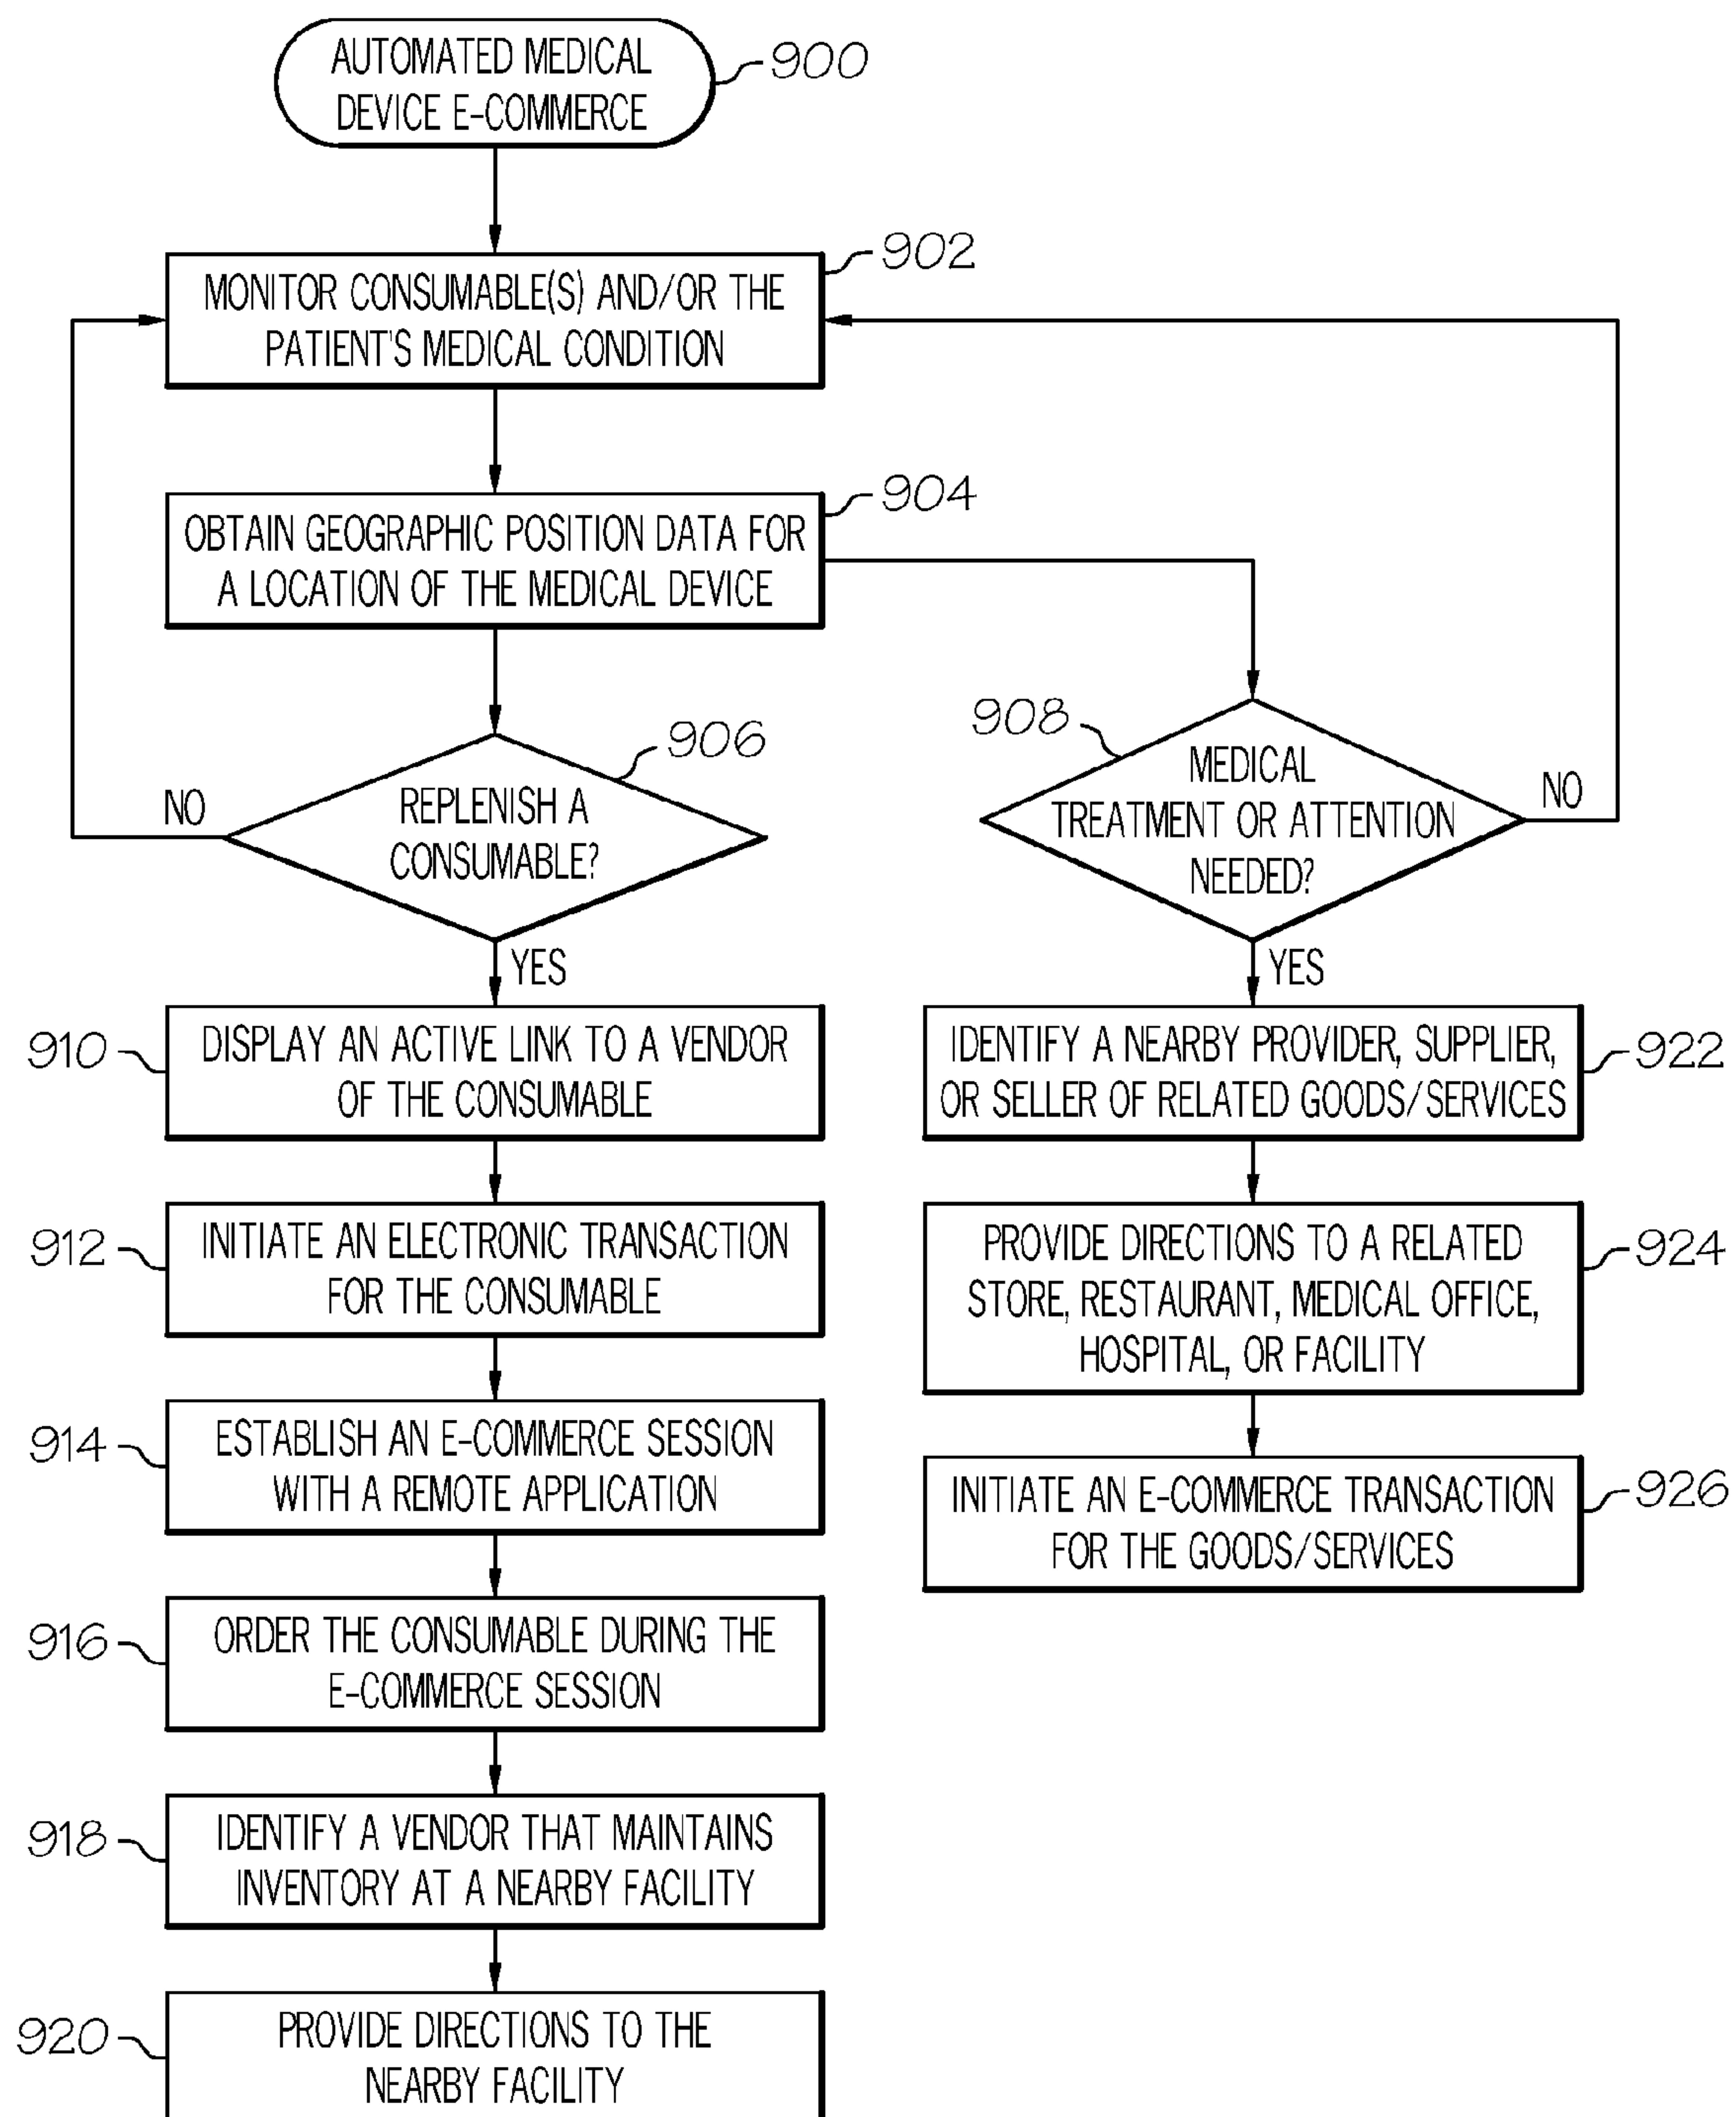 AUTOMATED MEDICAL
DEVICE E-COMMERCE
900
MONITOR CONSUMABLE(S) AND/OR THE
PATIENT'S MEDICAL CONDITION
902
OBTAIN GEOGRAPHIC POSITION DATA FOR
A LOCATION OF THE MEDICAL DEVICE
904
REPLENISH A
CONSUMABLE?
906
NO
YES
908
MEDICAL
TREATMENT OR ATTENTION
NEEDED?
NO
YES
910
DISPLAY AN ACTIVE LINK TO A VENDOR
OF THE CONSUMABLE
912
INITIATE AN ELECTRONIC TRANSACTION
FOR THE CONSUMABLE
914
ESTABLISH AN E-COMMERCE SESSION
WITH A REMOTE APPLICATION
916
ORDER THE CONSUMABLE DURING THE
E-COMMERCE SESSION
918
IDENTIFY A VENDOR THAT MAINTAINS
INVENTORY AT A NEARBY FACILITY
920
PROVIDE DIRECTIONS TO THE
NEARBY FACILITY
IDENTIFY A NEARBY PROVIDER, SUPPLIER,
OR SELLER OF RELATED GOODS/SERVICES
922
PROVIDE DIRECTIONS TO A RELATED
STORE, RESTAURANT, MEDICAL OFFICE,
HOSPITAL, OR FACILITY
924
INITIATE AN E-COMMERCE TRANSACTION
FOR THE GOODS/SERVICES
926